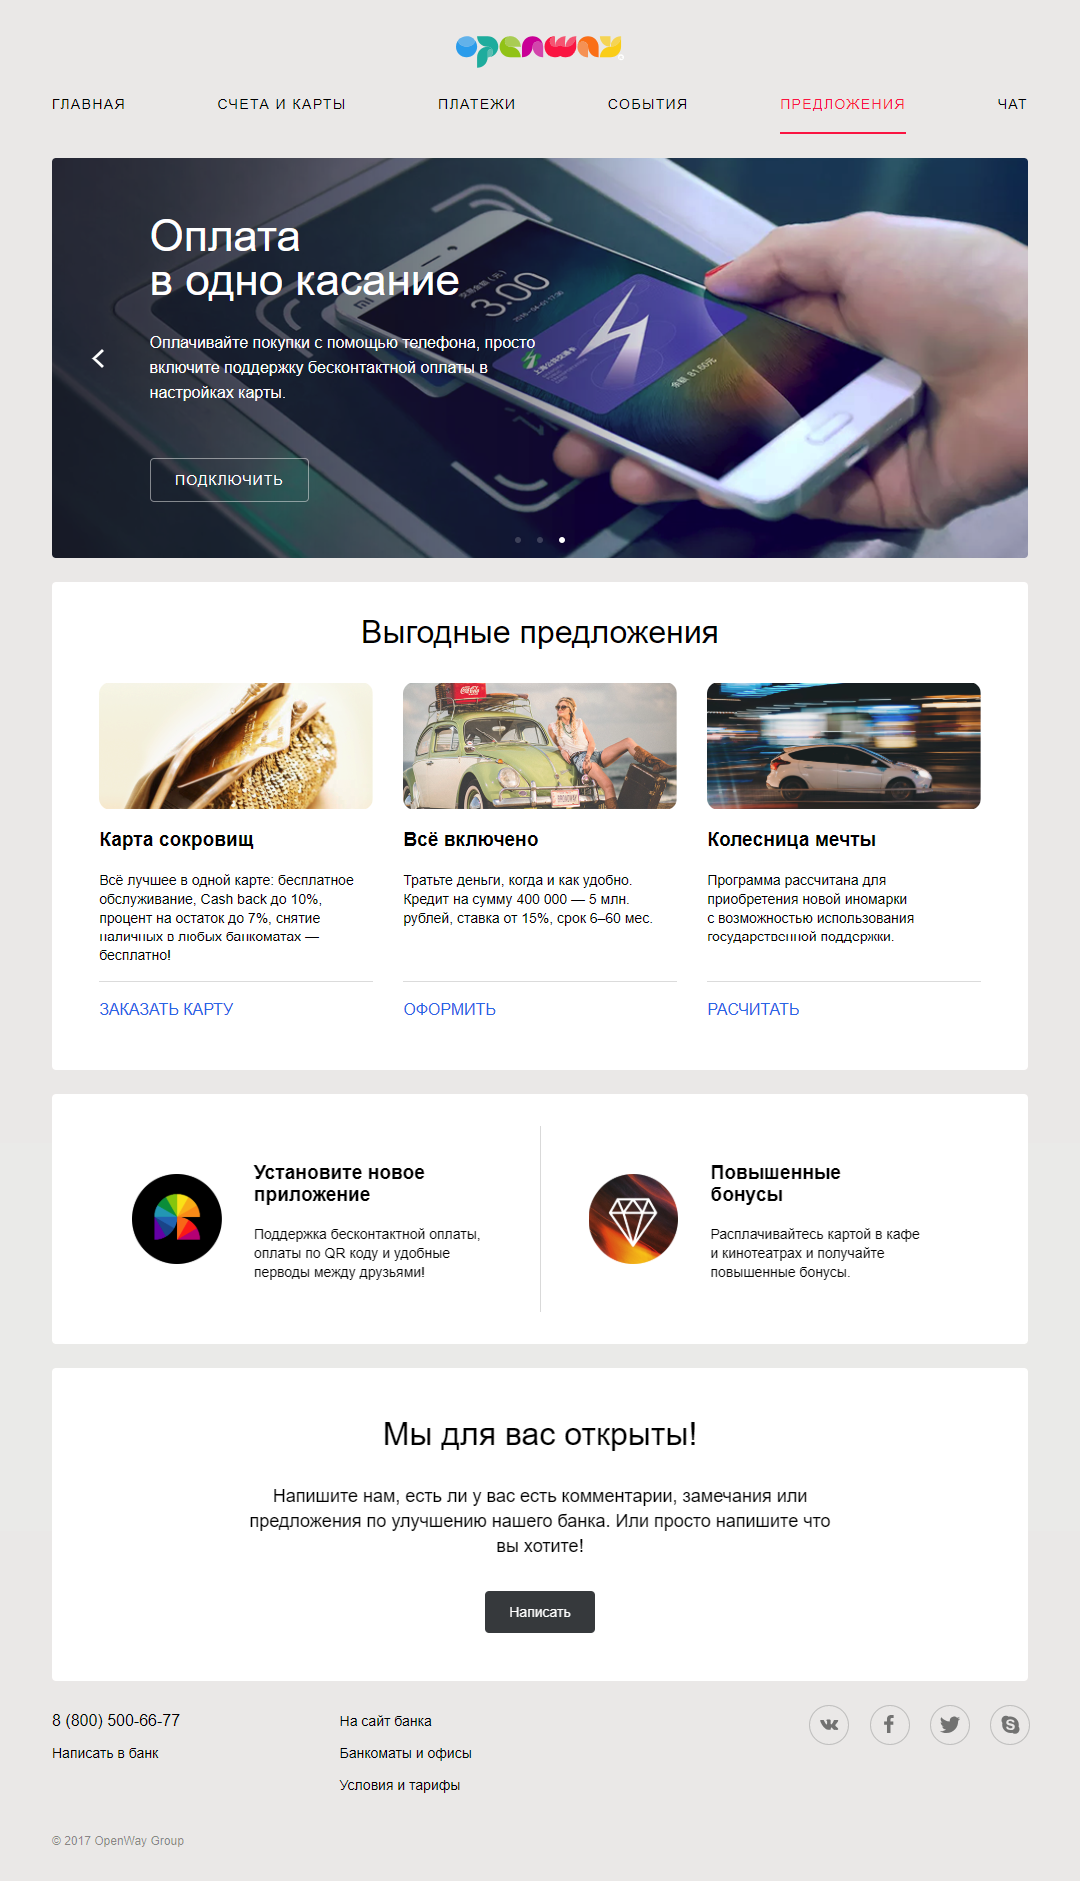 openway
ГЛАВНАЯ
СЧЕТА И КАРТЫ
ПЛАТЕЖИ
СОБЫТИЯ
ПРЕДЛОЖЕНИЯ
ЧАТ
Оплата
в одно касание
3.00
Оплачивайте покупки с помощью телефона, просто
включите поддержку бесконтактной оплаты в
настройках карты.
ПОДКЛЮЧИТЬ
Выгодные предложения
Карта сокровищ
Всё лучшее в одной карте: бесплатное
обслуживание, Cash back до 10%,
процент на остаток до 7%, снятие
наличных в любых банкоматах —
бесплатно!
ЗАКАЗАТЬ КАРТУ
Coca-Cola
Всё включено
Тратьте деньги, когда и как удобно.
Кредит на сумму 400 000 — 5 млн.
рублей, ставка от 15%, срок 6–60 мес.
ОФОРМИТЬ
Колесница мечты
Программа рассчитана для
приобретения новой иномарки
с возможностью использования
государственной поддержки.
РАСЧИТАТЬ
Установите новое
приложение
Поддержка бесконтактной оплаты,
оплаты по QR коду и удобные
перводы между друзьями!
Повышенные
бонусы
Расплачивайтесь картой в кафе
и кинотеатрах и получайте
повышенные бонусы.
Мы для вас открыты!
Напишите нам, есть ли у вас есть комментарии, замечания или
предложения по улучшению нашего банка. Или просто напишите что
вы хотите!
Написать
8 (800) 500-66-77
Написать в банк
На сайт банка
Банкоматы и офисы
Условия и тарифы
© 2017 OpenWay Group